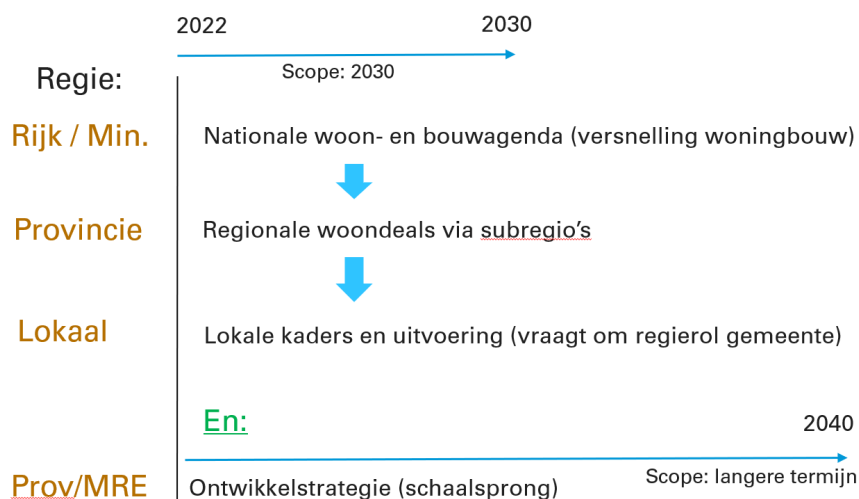 2022 2030
Scope: 2030
Regie:
Rijk / Min. Nationale woon- en bouwagenda (versnelling woningbouw)
Provincie Regionale woondeals via subregio's
Lokaal Lokale kaders en uitvoering (vraagt om regierol gemeente)
En: 2040
Scope: langere termijn
Prov/MRE Ontwikkelstrategie (schaalsprong)